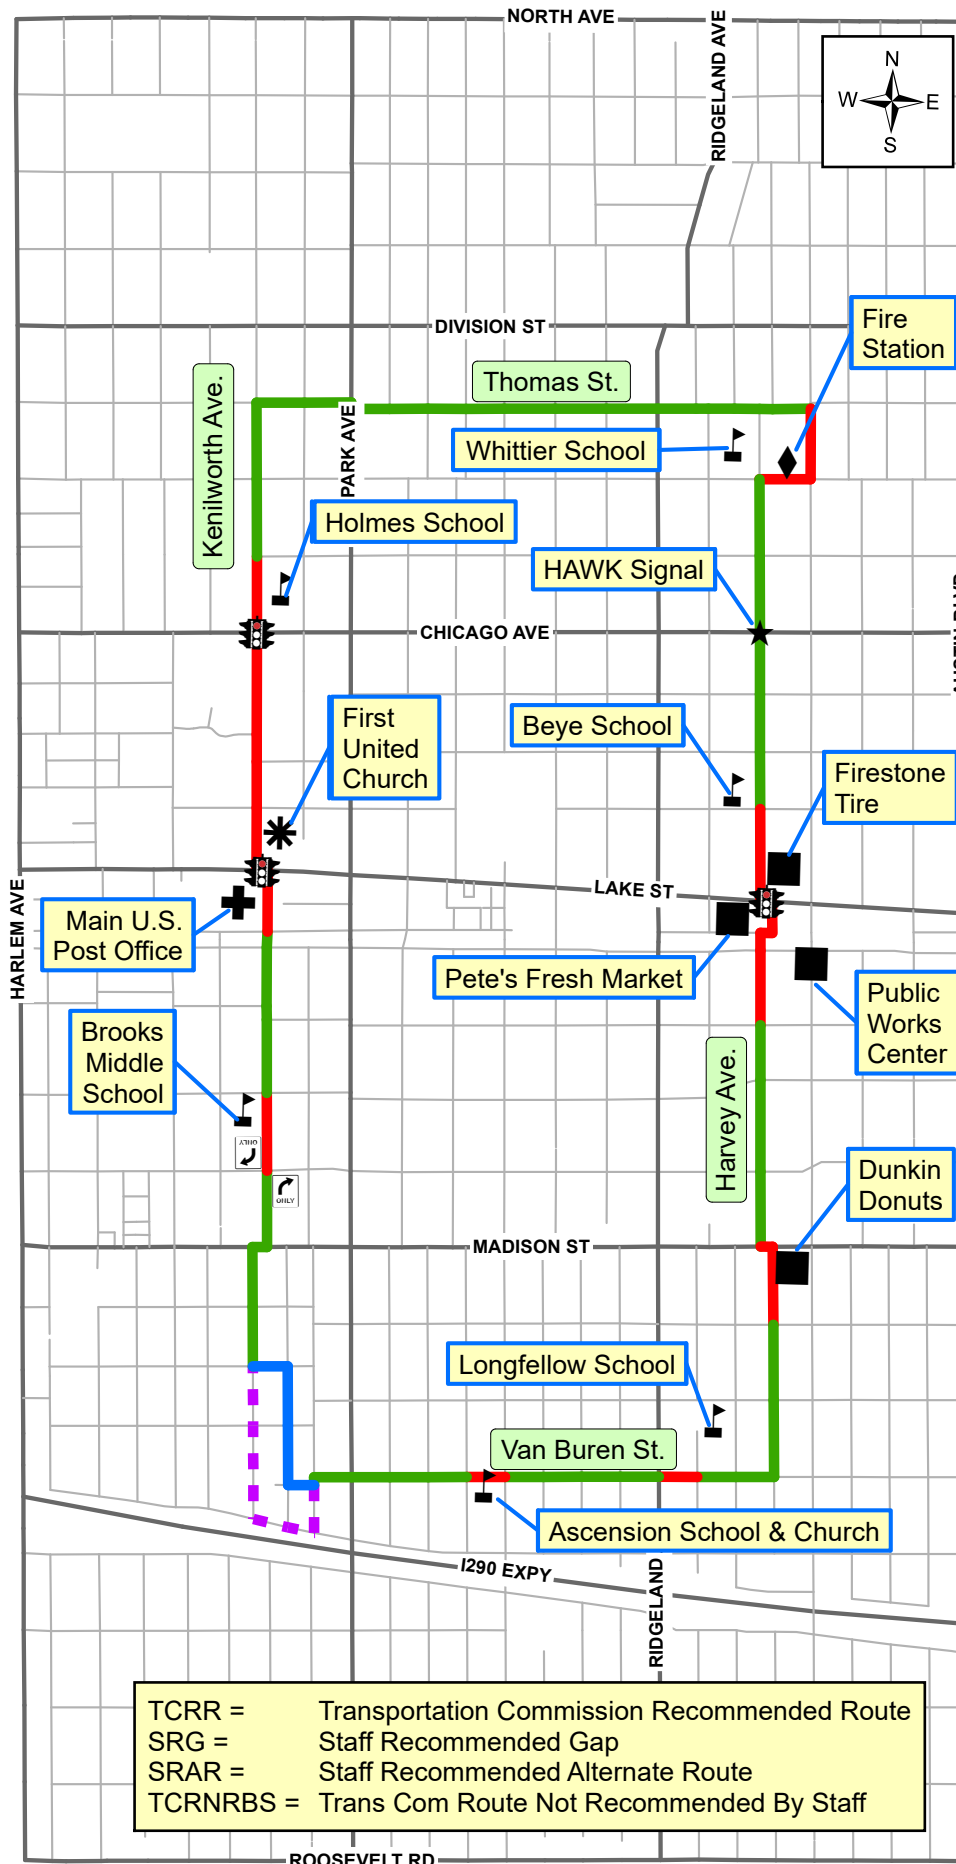 NORTH AVE
RIDGELAND AVE
N
W E
S
DIVISION ST
Fire
Station
Thomas St.
Kenilworth Ave.
PARK AVE
Whittier School
Holmes School
HAWK Signal
CHICAGO AVE
First
United
Church
Beye School
Firestone
Tire
LAKE ST
HARLEM AVE
Main U.S.
Post Office
Pete's Fresh Market
Public
Works
Center
Brooks
Middle
School
Harvey Ave.
ONLY
ONLY
Dunkin
Donuts
MADISON ST
Longfellow School
Van Buren St.
Ascension School & Church
I290 EXPY
RIDGELAND
TCRR = Transportation Commission Recommended Route
SRG = Staff Recommended Gap
SRAR = Staff Recommended Alternate Route
TCRNRBS = Trans Com Route Not Recommended By Staff
ROOSEVELT RD